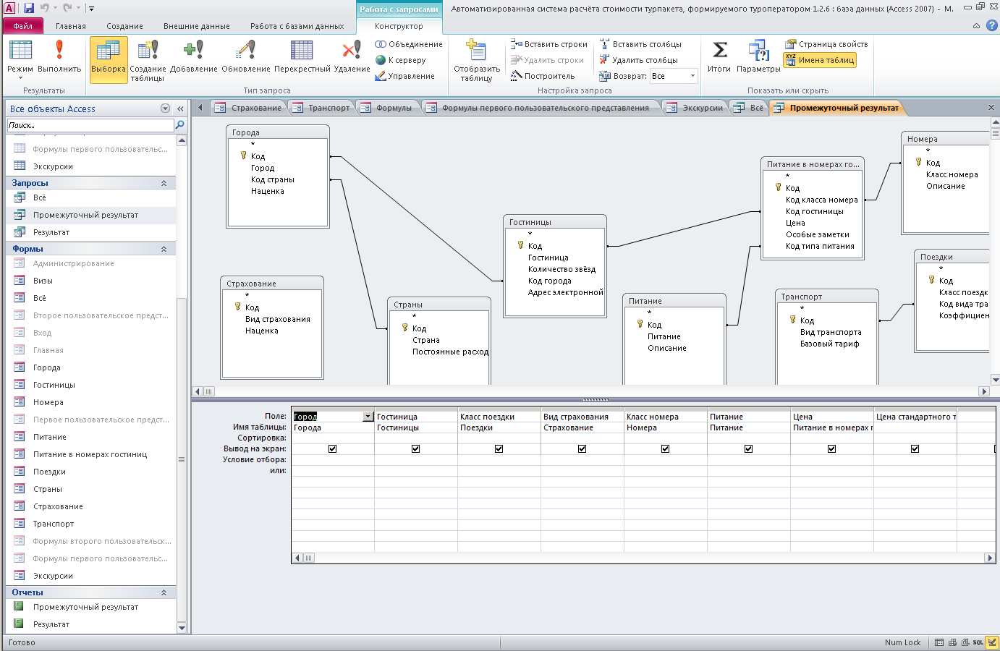 Работа с запросами
Автоматизированная система расчёта стоимости турпакета, формируемого туроператором 1.2.6 : база данных (Access 2007) - M.
Файл
Главная
Создание
Внешние данные
Работа с базами данных
Конструктор
Режим
Выполнить
Выборка
Создание таблицы
Добавление
Обновление
Перекрестный
Удаление
Объединение
К серверу
Управление
Отобразить таблицу
Вставить строки
Удалить строки
Построитель
Вставить столбцы
Удалить столбцы
Возврат: Все
Итоги
Параметры
Страница свойств
Имена таблиц
Результаты
Тип запроса
Настройка запроса
Показать или скрыть
Все объекты Access
Поиск...
Формулы первого пользовательс...
Экскурсии
Запросы
Всё
Промежуточный результат
Результат
Формы
Администрирование
Визы
Всё
Второе пользовательское предст...
Вход
Главная
Города
Гостиницы
Номера
Первое пользовательское предст...
Питание
Питание в номерах гостиниц
Поездки
Страны
Страхование
Транспорт
Формулы второго пользовательск...
Формулы первого пользовательс...
Экскурсии
Отчеты
Промежуточный результат
Результат
Страхование
Транспорт
Формулы
Формулы первого пользовательского представления
Экскурсии
Всё
Промежуточный результат
Города
*
Код
Город
Код страны
Наценка
Страхование
*
Код
Вид страхования
Наценка
Страны
*
Код
Страна
Постоянные расход
Гостиницы
*
Код
Гостиница
Количество звёзд
Код города
Адрес электронной
Питание
*
Код
Питание
Описание
Питание в номерах го...
*
Код
Код класса номера
Код гостиницы
Цена
Особые заметки
Код типа питания
Транспорт
*
Код
Вид транспорта
Базовый тариф
Номера
*
Код
Класс номера
Описание
Поездки
*
Код
Класс поездк
Код вида тра
Коэффициен
Поле: Город Гостиница Класс поездки Вид страхования Класс номера Питание Цена Цена стандартного т
Имя таблицы: Города Гостиницы Поездки Страхование Номера Питание Питание в номерах г
Сортировка:
Вывод на экран:
Условие отбора:
или:
Готово
Num Lock
SQL